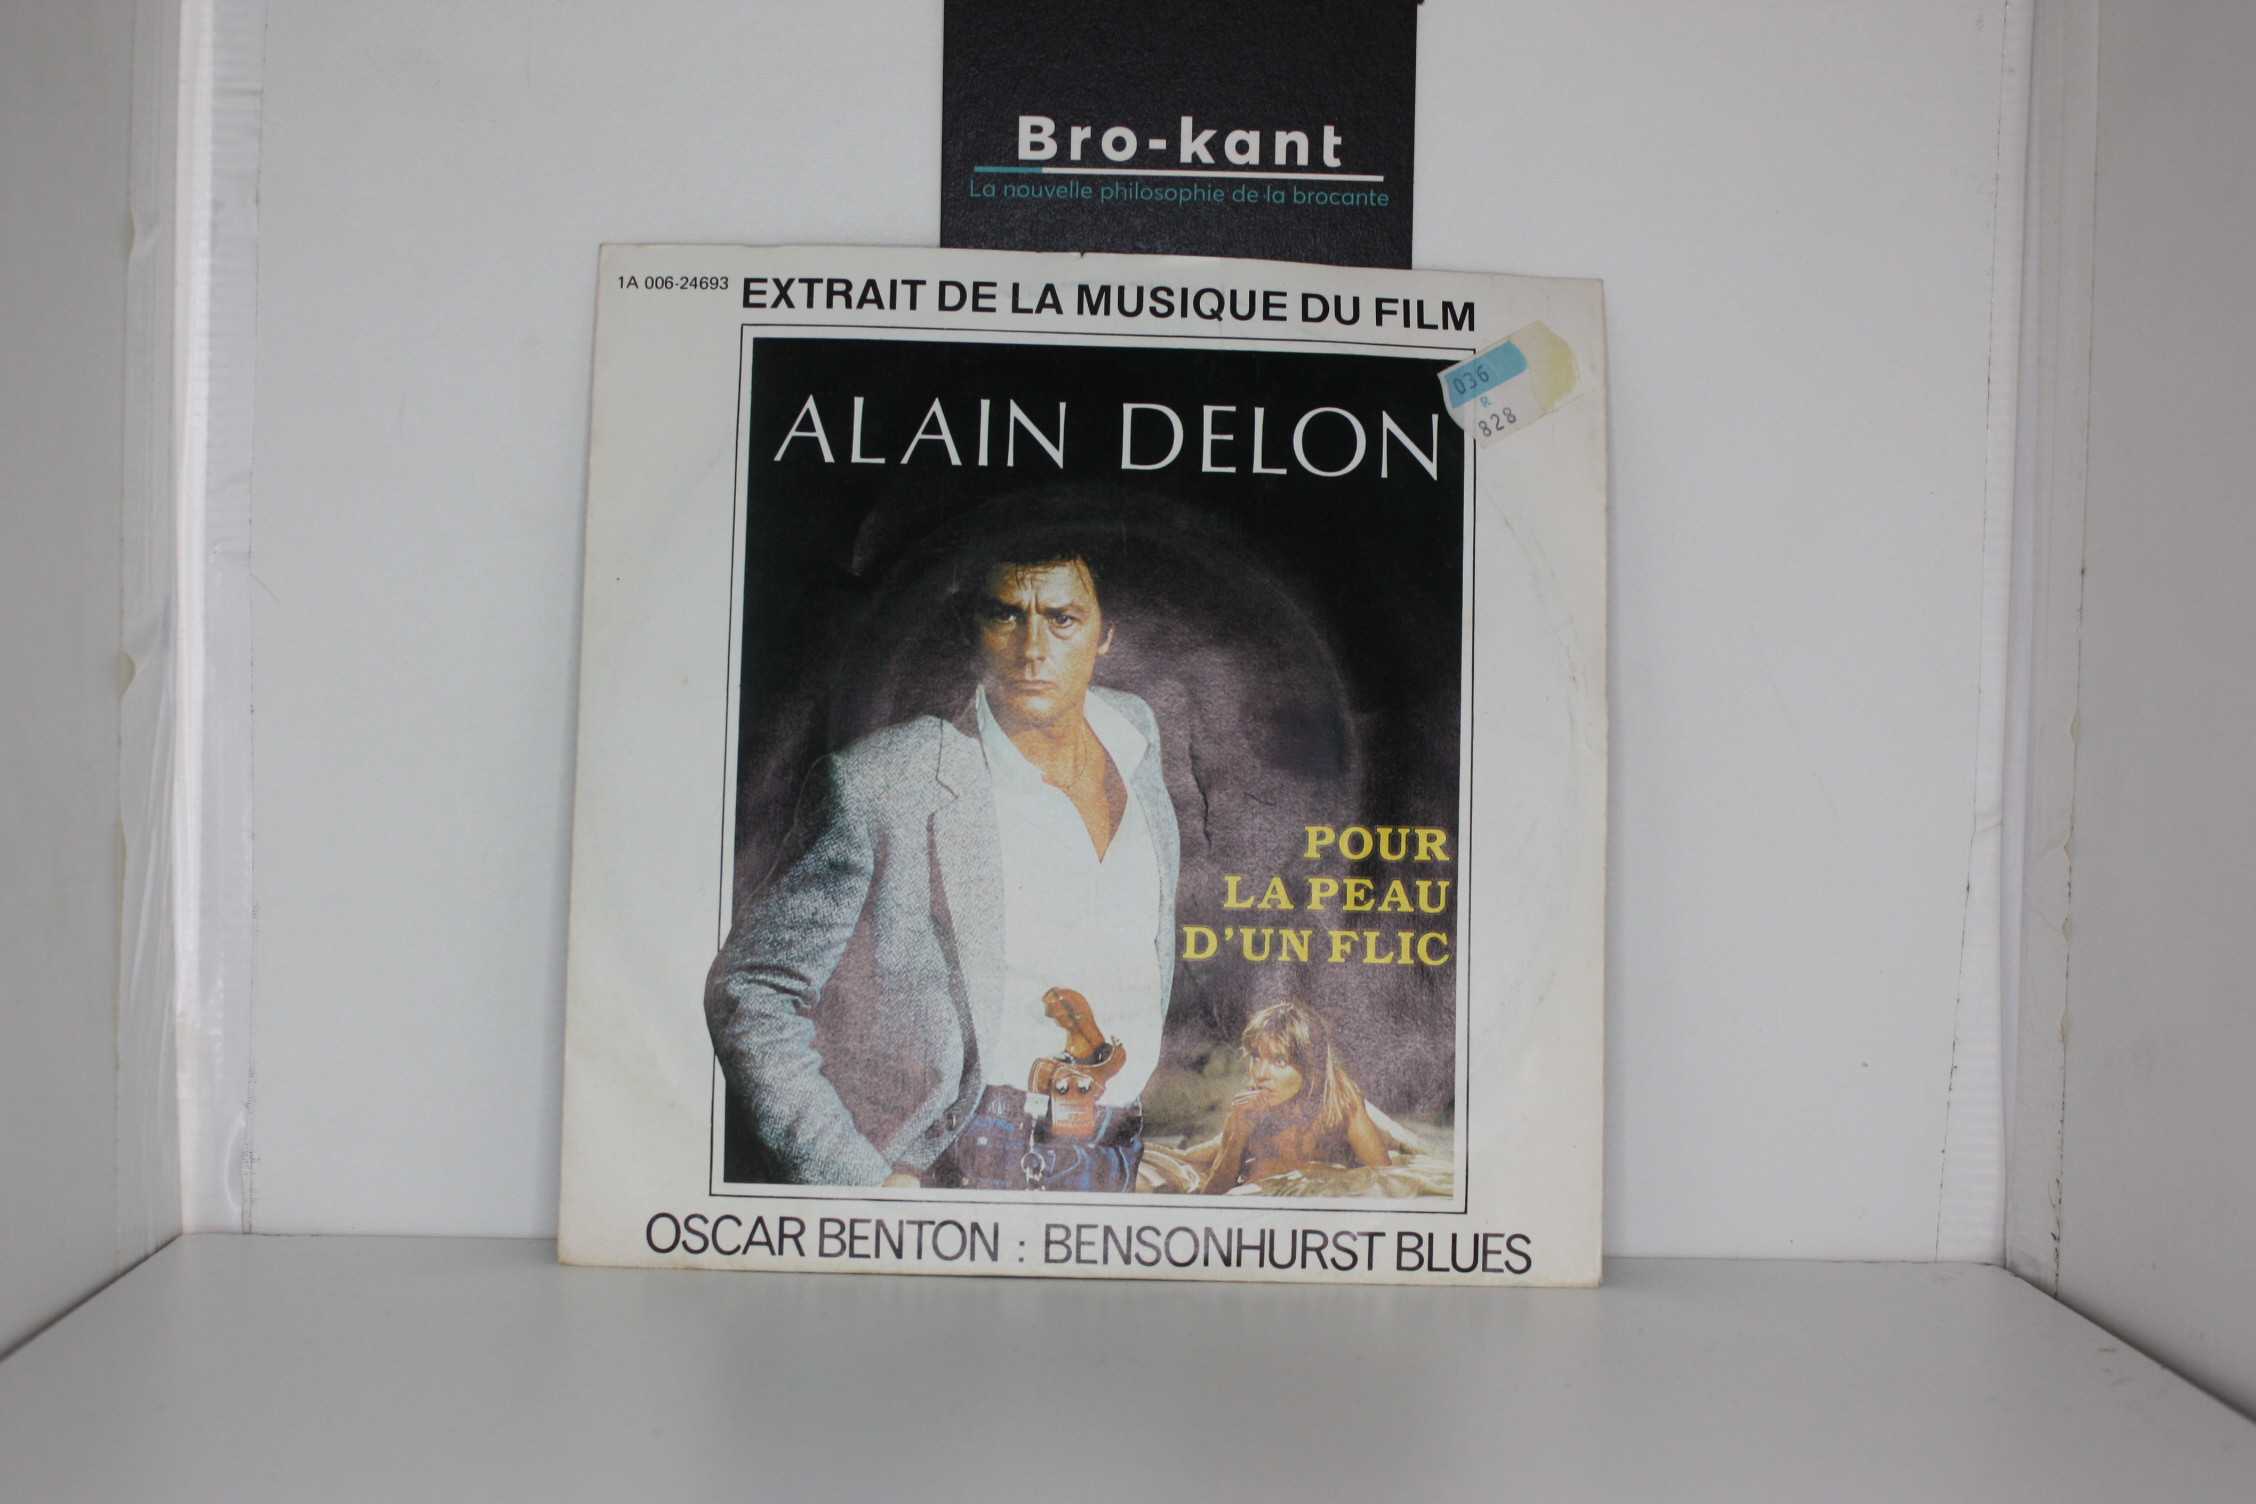 Bro-kant
La nouvelle philosophie de la brocante
1A 006-24693 EXTRAIT DE LA MUSIQUE DU FILM
036
R
828
ALAIN DELON
POUR
LA PEAU
D'UN FLIC
OSCAR BENTON : BENSONHURST BLUES